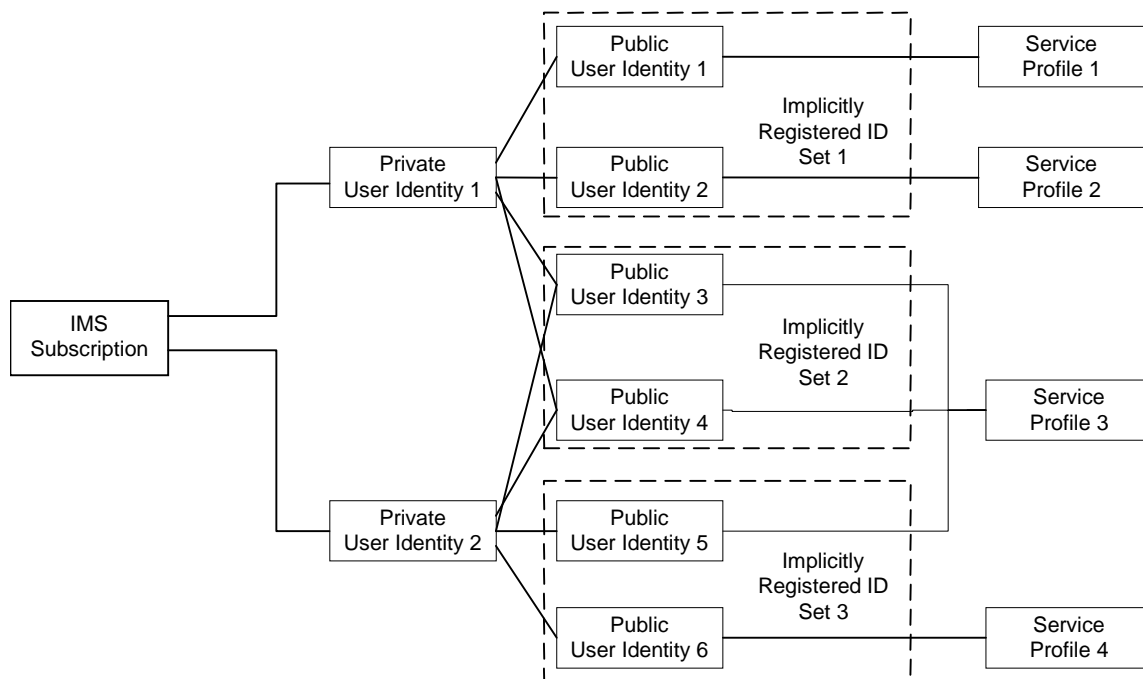 IMS
Subscription
Private
User Identity 1
Private
User Identity 2
Public
User Identity 1
Public
User Identity 2
Implicitly
Registered ID
Set 1
Public
User Identity 3
Public
User Identity 4
Implicitly
Registered ID
Set 2
Public
User Identity 5
Public
User Identity 6
Implicitly
Registered ID
Set 3
Service
Profile 1
Service
Profile 2
Service
Profile 3
Service
Profile 4